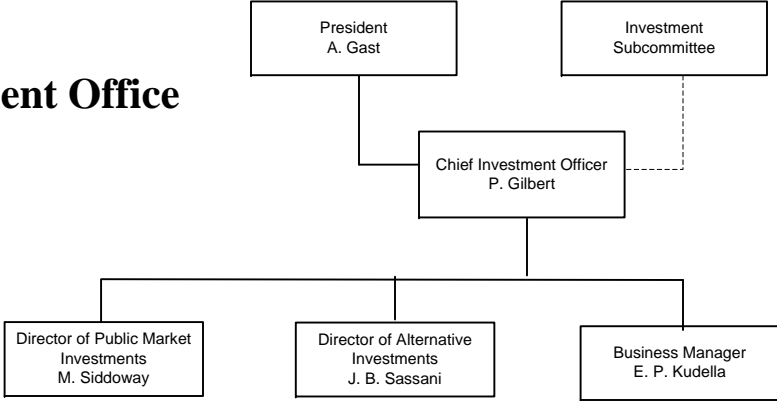 President
A. Gast
Investment
Subcommittee
ent Office
Chief Investment Officer
P. Gilbert
Director of Public Market
Investments
M. Siddoway
Director of Alternative
Investments
J. B. Sassani
Business Manager
E. P. Kudella